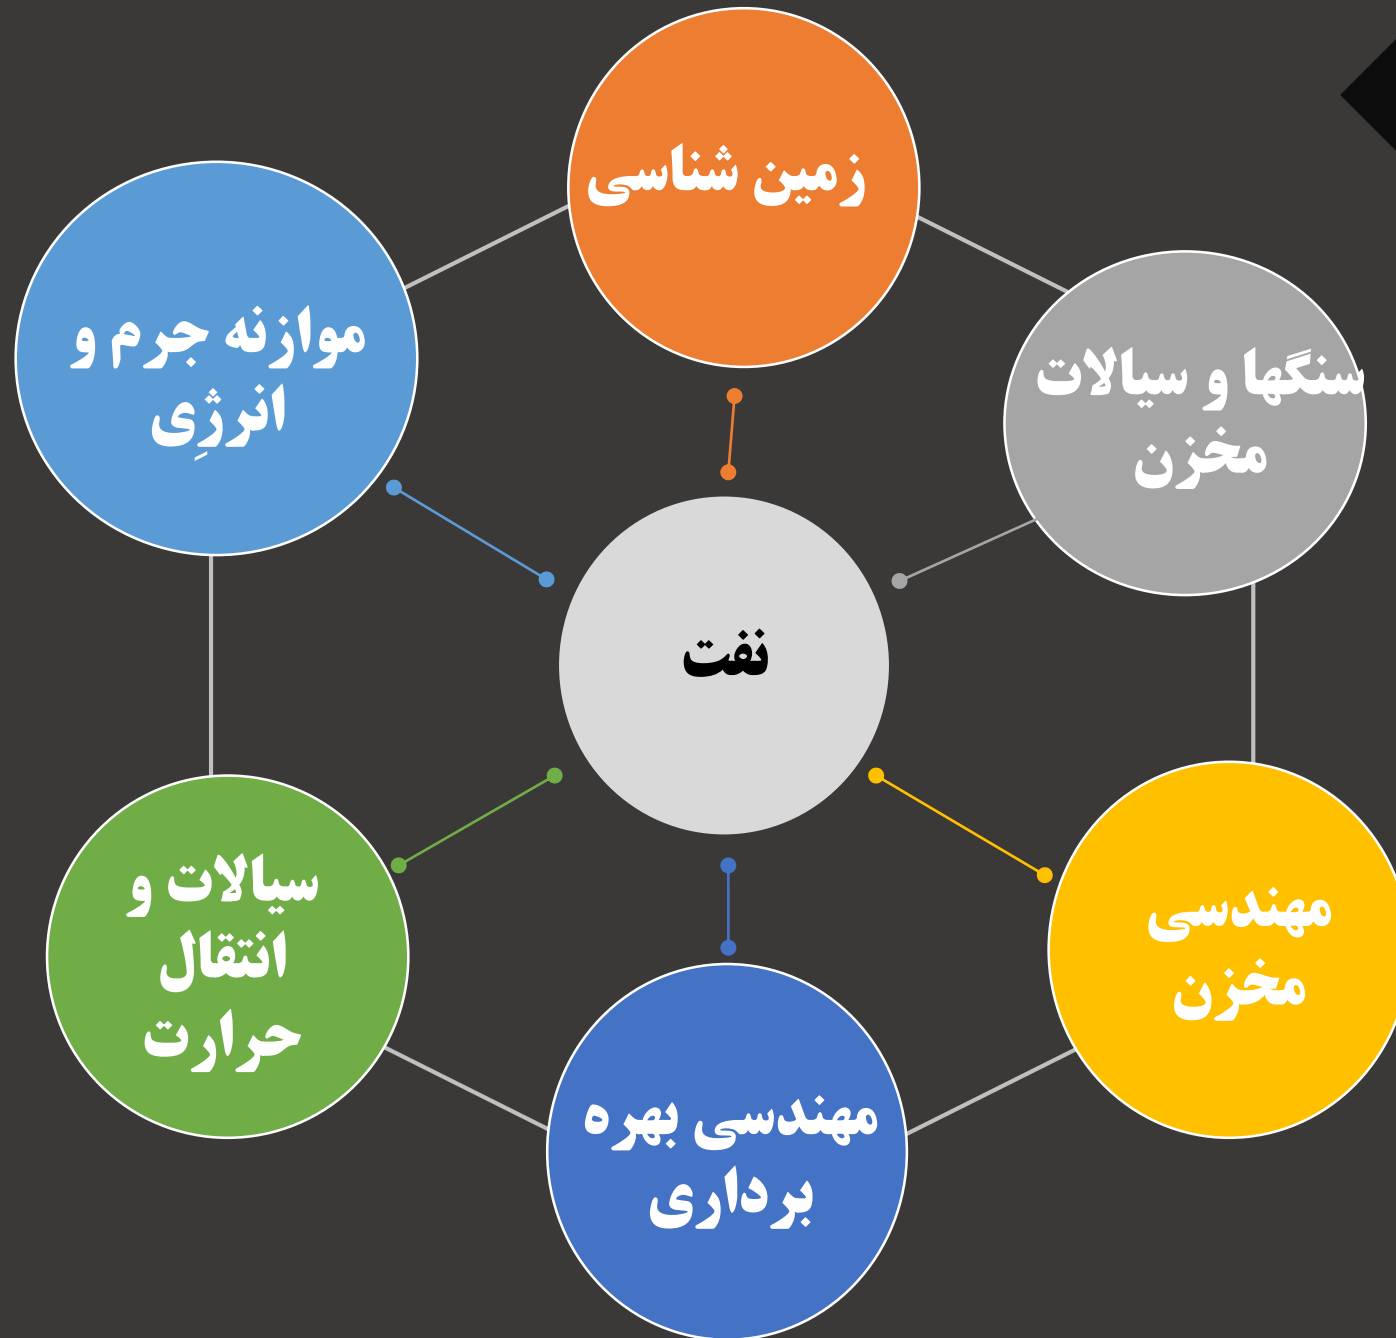 زمین شناسی
سنگها و سیالات
مخزن
موازنه جرم و
انرژِی
نفت
سیالات و
انتقال
حرارت
مهندسی
مخزن
مهندسی بهره
برداری